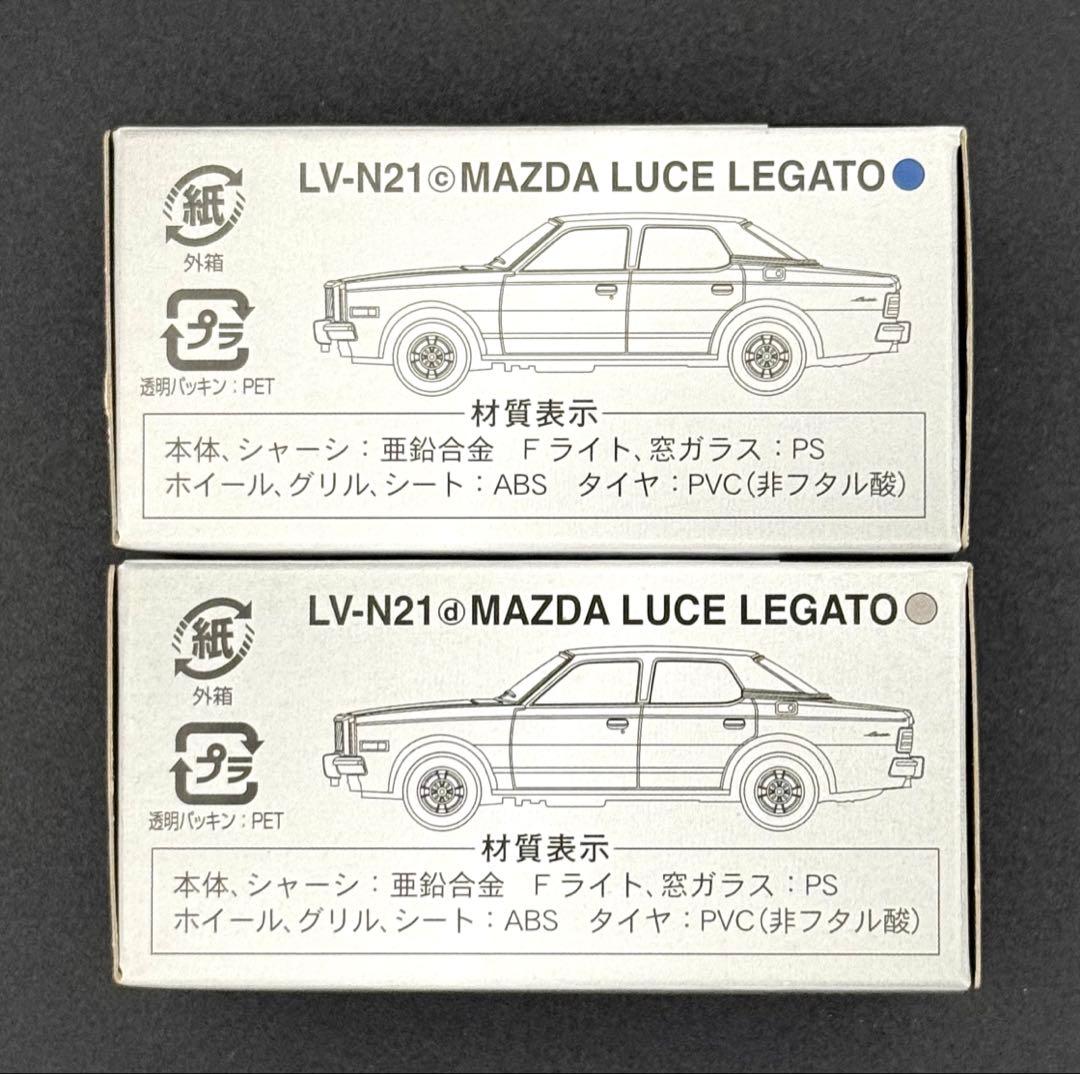 LV-N21ⓒMAZDA LUCE LEGATO
紙
外箱
プラ
透明パッキン：PET
材質表示
本体、シャーシ：亜鉛合金　Fライト、窓ガラス：PS
ホイール、グリル、シート：ABS　タイヤ：PVC（非フタル酸）
LV-N21ⓓMAZDA LUCE LEGATO
紙
外箱
プラ
透明パッキン：PET
材質表示
本体、シャーシ：亜鉛合金　Fライト、窓ガラス：PS
ホイール、グリル、シート：ABS　タイヤ：PVC（非フタル酸）